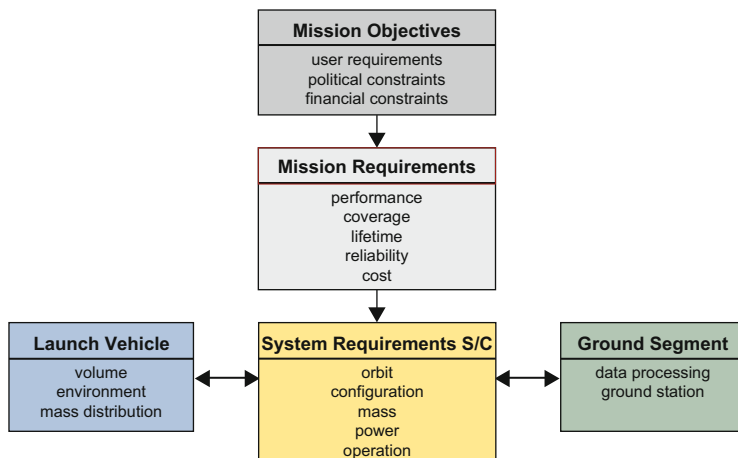 Mission Objectives
user requirements
political constraints
financial constraints
Mission Requirements
performance
coverage
lifetime
reliability
cost
Launch Vehicle
volume
environment
mass distribution
System Requirements S/C
orbit
configuration
mass
power
operation
Ground Segment
data processing
ground station